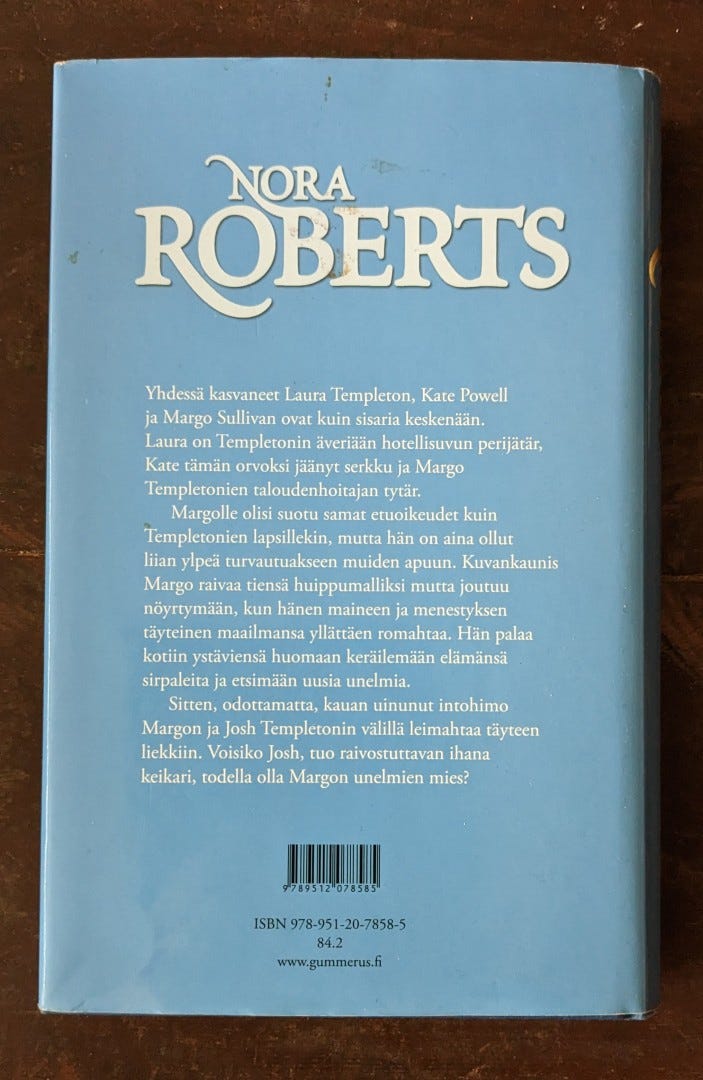 NORA
ROBERTS
Yhdessä kasvaneet Laura Templeton, Kate Powell
ja Margo Sullivan ovat kuin sisaria keskenään.
Laura on Templetonin äveriään hotellisuvun perijätär,
Kate tämän orvoksi jäänyt serkku ja Margo
Templetonien taloudenhoitajan tytär.
Margolle olisi suotu samat etuoikeudet kuin
Templetonien lapsillekin, mutta hän on aina ollut
liian ylpeä turvautuakseen muiden apuun. Kuvankaunis
Margo raivaa tiensä huippumalliksi mutta joutuu
nöyrtymään, kun hänen maineen ja menestyksen
täyteinen maailmansa yllättäen romahtaa. Hän palaa
kotiin ystäviensä huomaan keräilemään elämänsä
sirpaleita ja etsimään uusia unelmia.
Sitten, odottamatta, kauan uinunut intohimo
Margon ja Josh Templetonin välillä leimahtaa täyteen
liekkiin. Voisiko Josh, tuo raivostuttavan ihana
keikari, todella olla Margon unelmien mies?
9789512078585
ISBN 978-951-20-7858-5
84.2
www.gummerus.fi